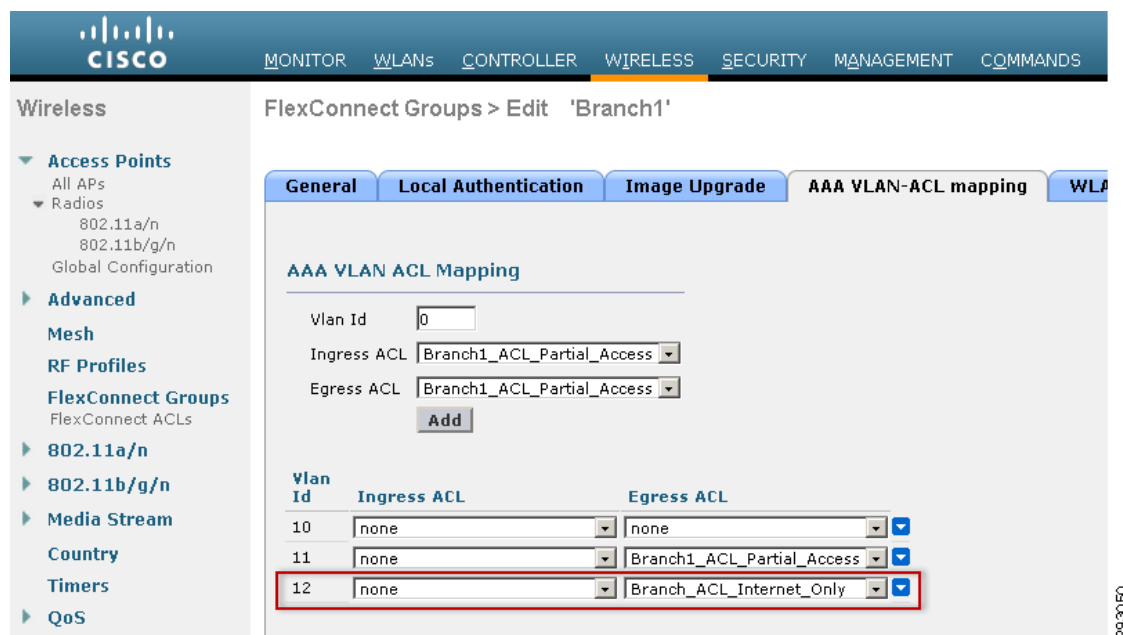 CISCO
MONITOR WLANs CONTROLLER WIRELESS SECURITY MANAGEMENT COMMANDS
Wireless
Access Points
All APs
Radios
802.11a/n
802.11b/g/n
Global Configuration
Advanced
Mesh
RF Profiles
FlexConnect Groups
FlexConnect ACLs
802.11a/n
802.11b/g/n
Media Stream
Country
Timers
QoS
FlexConnect Groups > Edit 'Branch1'
General Local Authentication Image Upgrade AAA VLAN-ACL mapping WLA
AAA VLAN ACL Mapping
Vlan Id 0
Ingress ACL Branch1_ACL_Partial_Access
Egress ACL Branch1_ACL_Partial_Access
Add
Vlan Id Ingress ACL Egress ACL
10 none none
11 none Branch1_ACL_Partial_Access
12 none Branch_ACL_Internet_Only